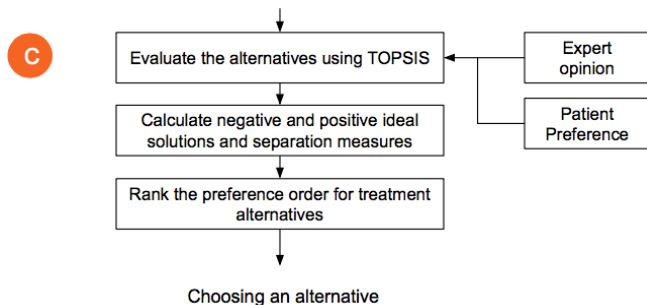 C
Evaluate the alternatives using TOPSIS
Expert
opinion
Patient
Preference
Calculate negative and positive ideal
solutions and separation measures
Rank the preference order for treatment
alternatives
Choosing an alternative